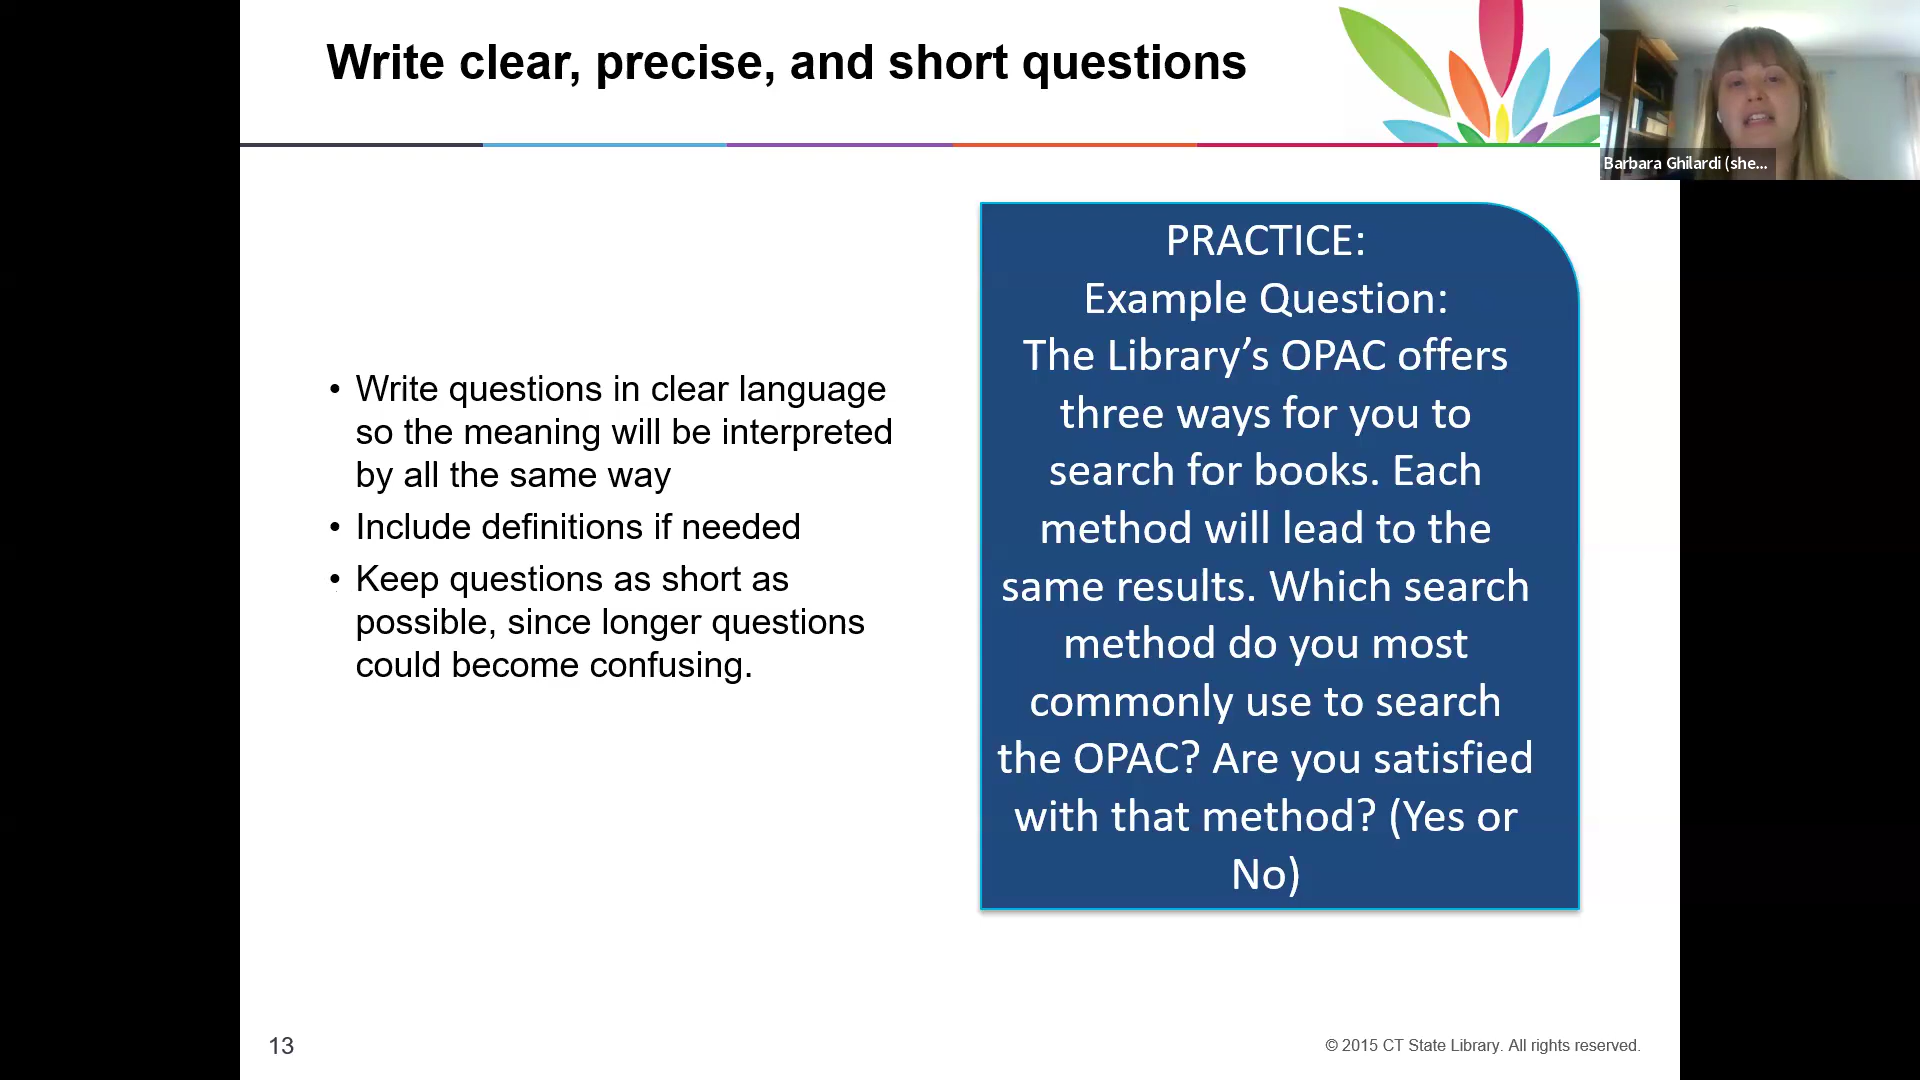 Write clear, precise, and short questions
Barbara Ghilardi (she...
• Write questions in clear language
so the meaning will be interpreted
by all the same way
• Include definitions if needed
• Keep questions as short as
possible, since longer questions
could become confusing.
PRACTICE:
Example Question:
The Library’s OPAC offers
three ways for you to
search for books. Each
method will lead to the
same results. Which search
method do you most
commonly use to search
the OPAC? Are you satisfied
with that method? (Yes or
No)
13
© 2015 CT State Library. All rights reserved.